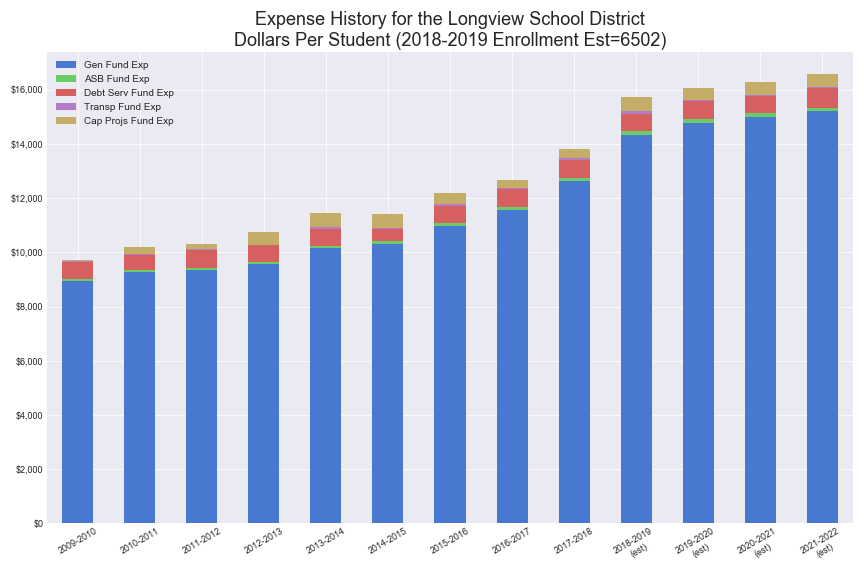 Expense History for the Longview School District
Dollars Per Student (2018-2019 Enrollment Est=6502)
Gen Fund Exp
ASB Fund Exp
Debt Serv Fund Exp
Transp Fund Exp
Cap Projs Fund Exp
$16,000
$14,000
$12,000
$10,000
$8,000
$6,000
$4,000
$2,000
$0
2009-2010
2010-2011
2011-2012
2012-2013
2013-2014
2014-2015
2015-2016
2016-2017
2017-2018
2018-2019
(est)
2019-2020
(est)
2020-2021
(est)
2021-2022
(est)